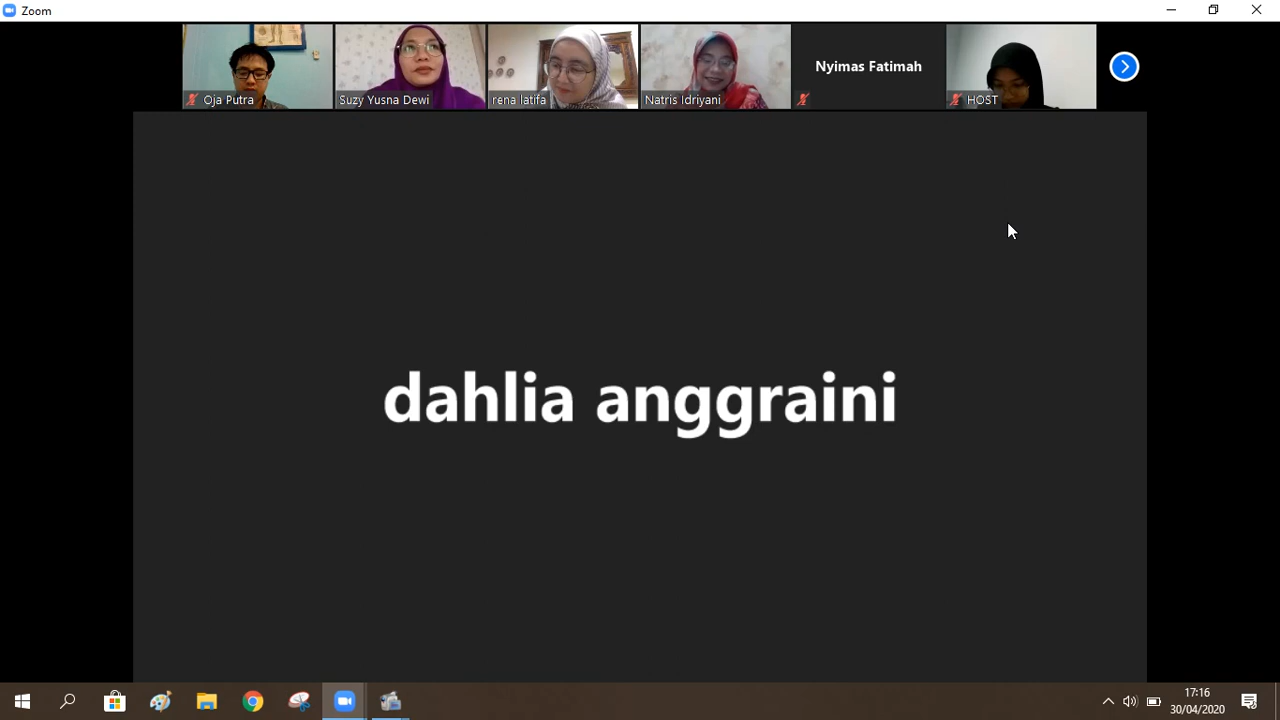 Zoom
Oja Putra
Suzy Yusna Dewi
rena latifa
Natris Idriyani
Nyimas Fatimah
HOST
dahlia anggraini
17:16
30/04/2020